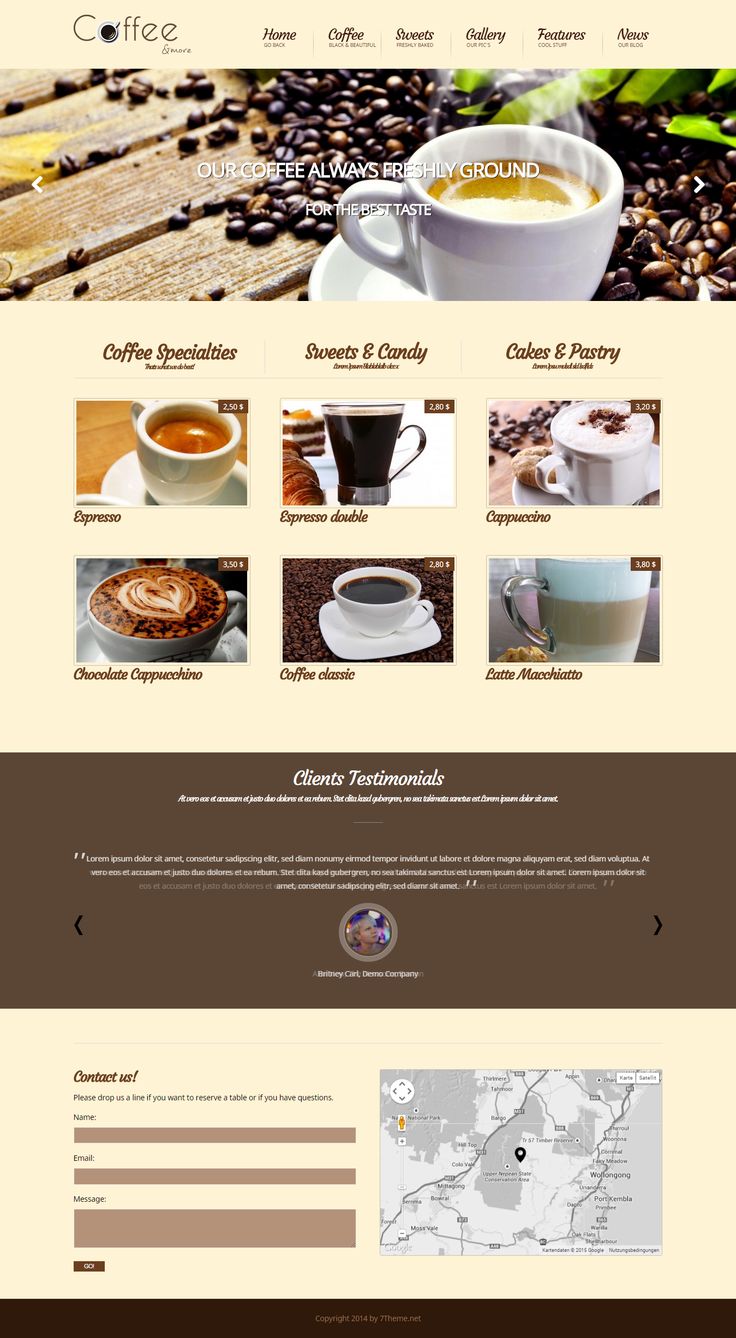 Coffee
&more
Home
GO BACK
Coffee
BLACK & BEAUTIFUL
Sweets
FRESHLY BAKED
Gallery
OUR PIC'S
Features
COOL STUFF
News
OUR BLOG
OUR COFFEE ALWAYS FRESHLY GROUND
FOR THE BEST TASTE
Coffee Specialties
Thats what we do best!
Sweets & Candy
Lorem Ipsum
Cakes & Pastry
Lorem Ipsum
2,50 $
Espresso
2,80 $
Espresso double
3,20 $
Cappuccino
3,50 $
Chocolate Cappucchino
2,80 $
Coffee classic
3,80 $
Latte Macchiatto
Clients Testimonials
At vero eos et accusam et justo duo dolores et ea rebum. Stet clita kasd gubergren, no sea takimata sanctus est Lorem ipsum dolor sit amet.
Lorem ipsum dolor sit amet, consetetur sadipscing elitr, sed diam nonumy eirmod tempor invidunt ut labore et dolore magna aliquyam erat, sed diam voluptua. At
vero eos et accusam et justo duo dolores et ea rebum. Stet clita kasd gubergren, no sea takimata sanctus est Lorem ipsum dolor sit amet. Lorem ipsum dolor sit
amet, consetetur sadipscing elitr, sed diam
Britney Carl, Demo Company
Contact us!
Please drop us a line if you want to reserve a table or if you have questions.
Name:
Email:
Message:
GO!
Karte Satellit
Thirlmere
Appin
National Park
Tahmoor
Bargo
Thirroul
Hill Top
Tr 57 Timber Reserve
Woonona
Corrimal
Colo Vale
Fairy Meadow
Upper Nepean State
Conservation Area
Wollongong
Mittagong
Unanderra
Berrima
Bowral
Port Kembla
Dapto
Primbee
Warilla
Moss Vale
Oak Flats
Shellharbour
Google
Kartendaten © 2015 Google
Nutzungsbedingungen
Copyright 2014 by 7Theme.net